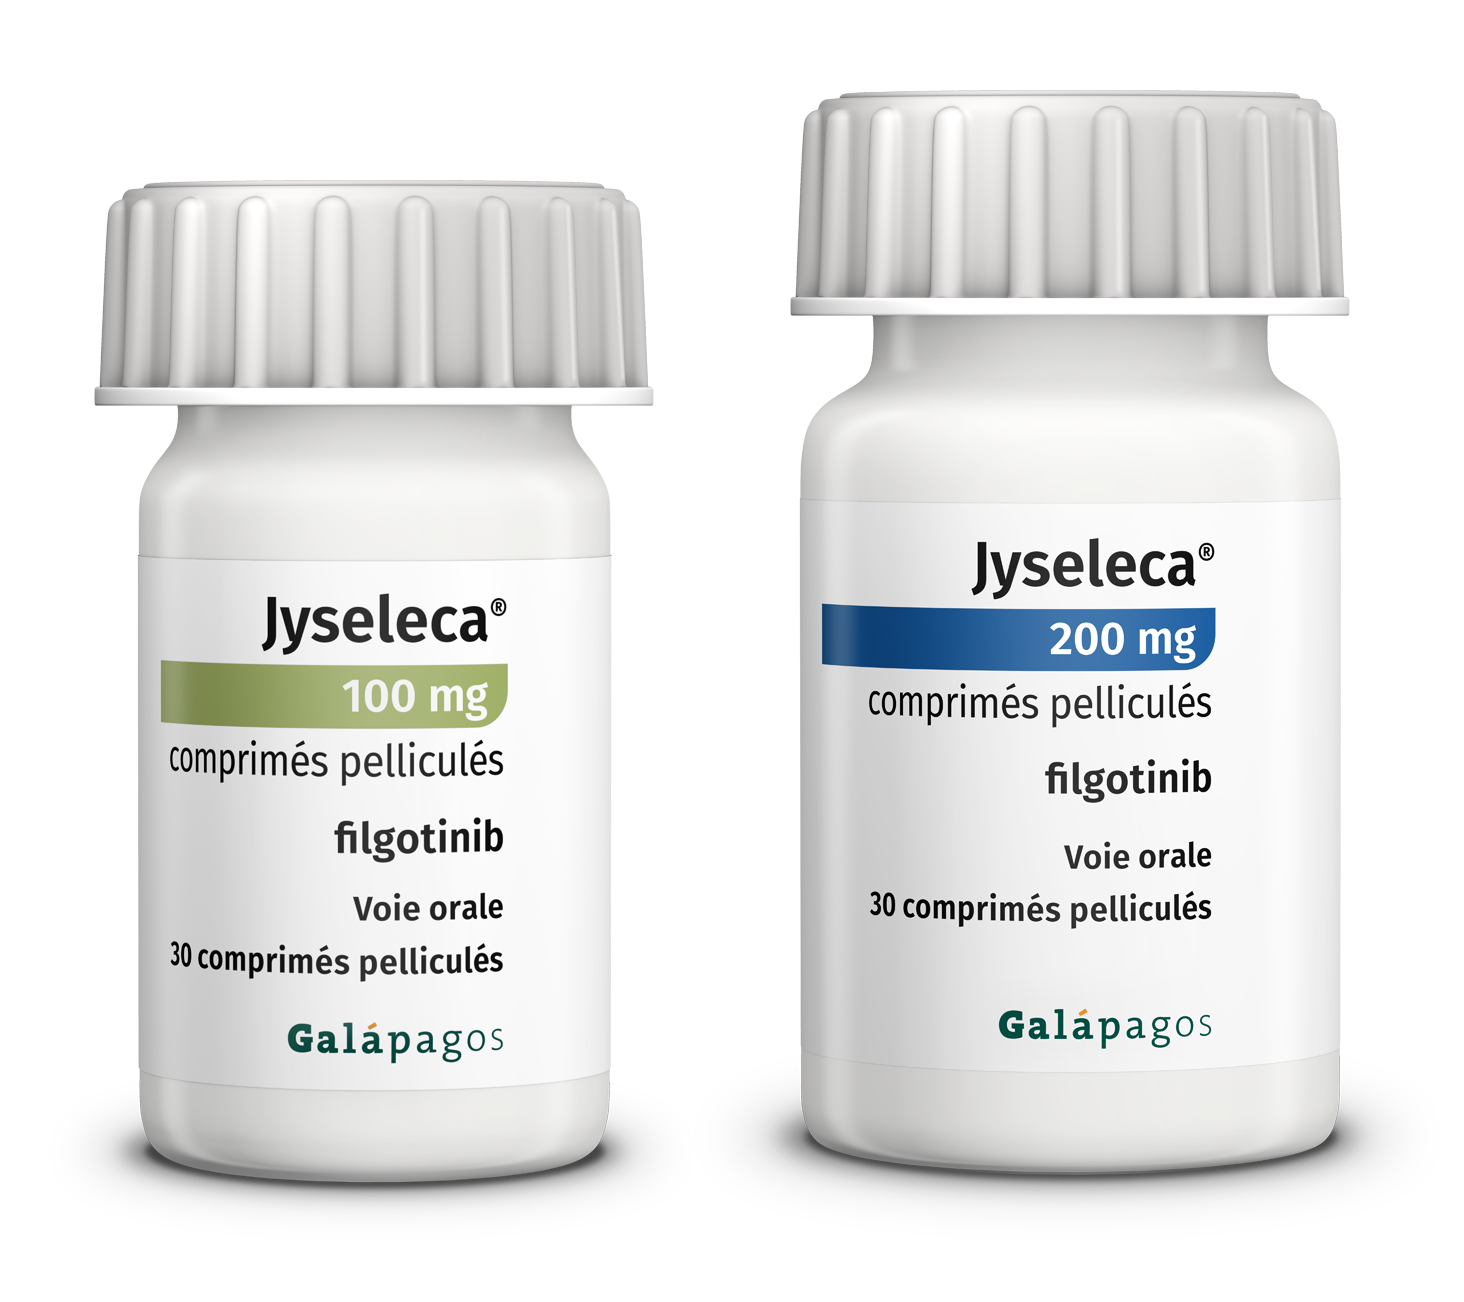 Jyseleca®
100 mg
comprimés pelliculés
filgotinib
Voie orale
30 comprimés pelliculés
Galápagos
Jyseleca®
200 mg
comprimés pelliculés
filgotinib
Voie orale
30 comprimés pelliculés
Galápagos